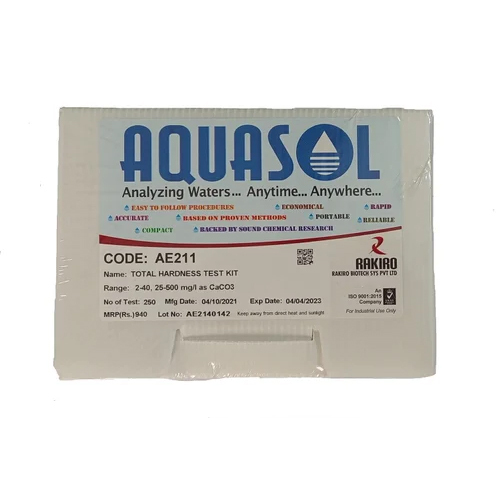 AQUASOL
Analyzing Waters... Anytime... Anywhere...
EASY TO FOLLOW PROCEDURES ECONOMICAL RAPID
ACCURATE BASED ON PROVEN METHODS PORTABLE RELIABLE
COMPACT BACKED BY SOUND CHEMICAL RESEARCH
CODE: AE211
Name: TOTAL HARDNESS TEST KIT
Range: 2-40, 25-500 mg/l as CaCO3
No of Test: 250 Mfg Date: 04/10/2021 Exp Date: 04/04/2023
MRP(Rs.) 940 Lot No: AE2140142 Keep away from direct heat and sunlight
RAKIRO
RAKIRO BIOTECH SYS PVT LTD
An
ISO 9001:2015
Company
For Industrial Use Only